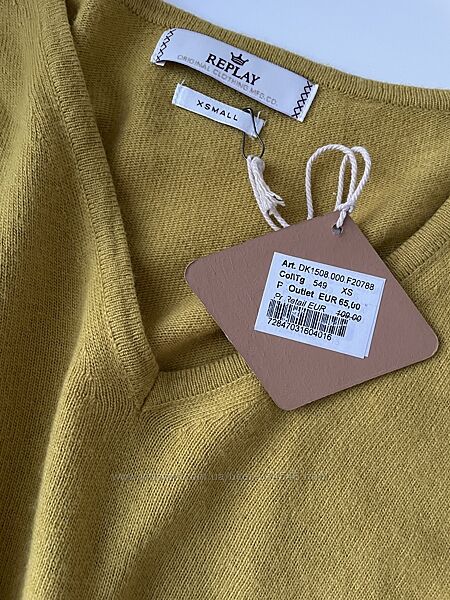 REPLAY
ORIGINAL CLOTHING MFG.CO.
XSMALL
Art. DK1508.000.F20788
Col\Tg 549 XS
P Outlet EUR 65,00
Retail EUR 109.00
72847031604016